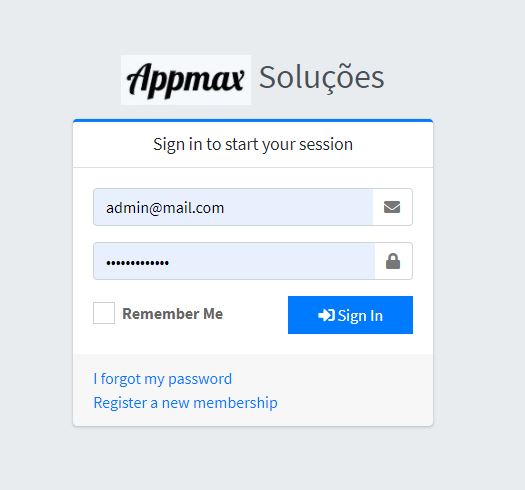 Appmax Soluções
Sign in to start your session
admin@mail.com
•••••••••••••
Remember Me
Sign In
I forgot my password
Register a new membership